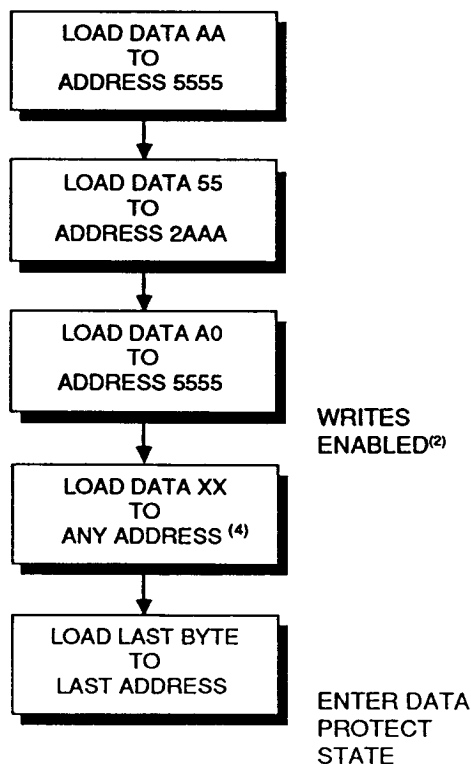 LOAD DATA AA
TO
ADDRESS 5555
LOAD DATA 55
TO
ADDRESS 2AAA
LOAD DATA A0
TO
ADDRESS 5555
WRITES
ENABLED(2)
LOAD DATA XX
TO
ANY ADDRESS (4)
LOAD LAST BYTE
TO
LAST ADDRESS
ENTER DATA
PROTECT
STATE